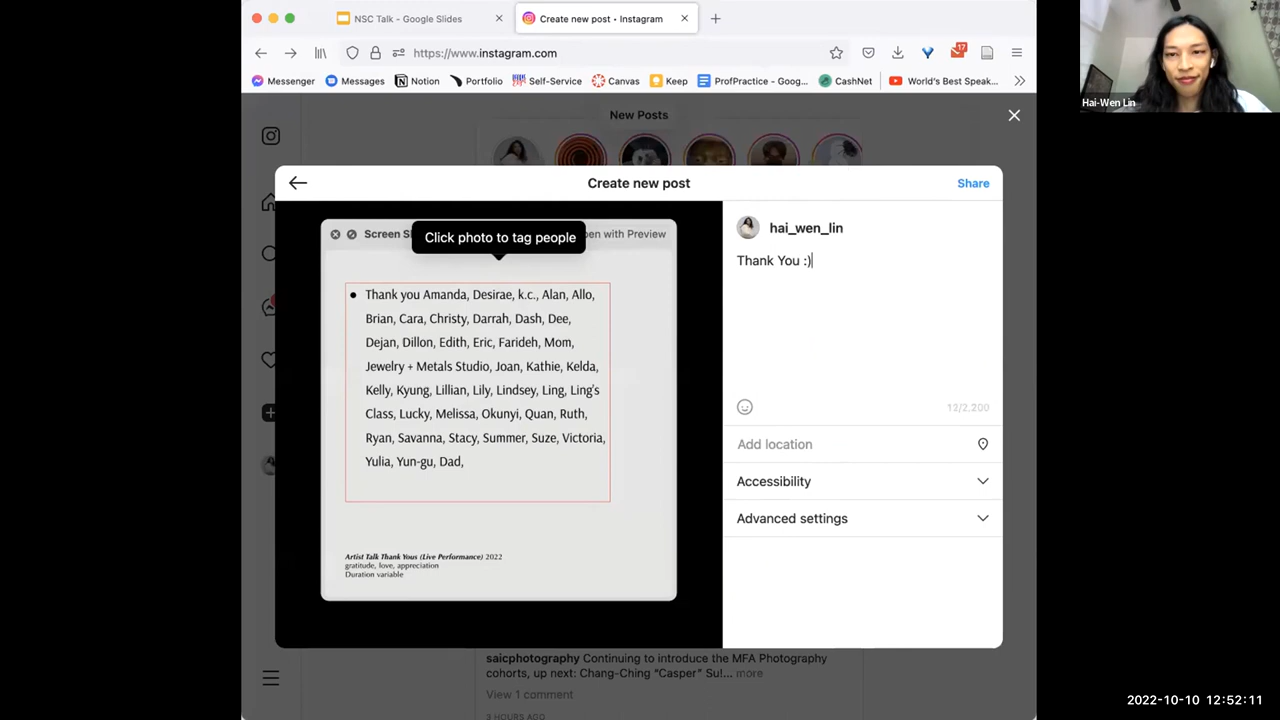 NSC Talk - Google Slides
Create new post • Instagram
https://www.instagram.com
17
Messenger
Messages
Notion
Portfolio
Self-Service
Canvas
Keep
ProfPractice - Goog...
CashNet
World's Best Speak...
Hai-Wen Lin
New Posts
Create new post
Share
Screen S
pen with Preview
Click photo to tag people
hai_wen_lin
Thank You :)
• Thank you Amanda, Desirae, k.c., Alan, Allo,
Brian, Cara, Christy, Darrah, Dash, Dee,
Dejan, Dillon, Edith, Eric, Farideh, Mom,
Jewelry + Metals Studio, Joan, Kathie, Kelda,
Kelly, Kyung, Lillian, Lily, Lindsey, Ling, Ling's
Class, Lucky, Melissa, Okunyi, Quan, Ruth,
Ryan, Savanna, Stacy, Summer, Suze, Victoria,
Yulia, Yun-gu, Dad,
Artist Talk Thank Yous (Live Performance) 2022
gratitude, love, appreciation
Duration variable
12/2,200
Add location
Accessibility
Advanced settings
saicphotography Continuing to introduce the MFA Photography
cohorts, up next: Chang-Ching “Casper” Su!... more
View 1 comment
3 HOURS AGO
2022-10-10 12:52:11